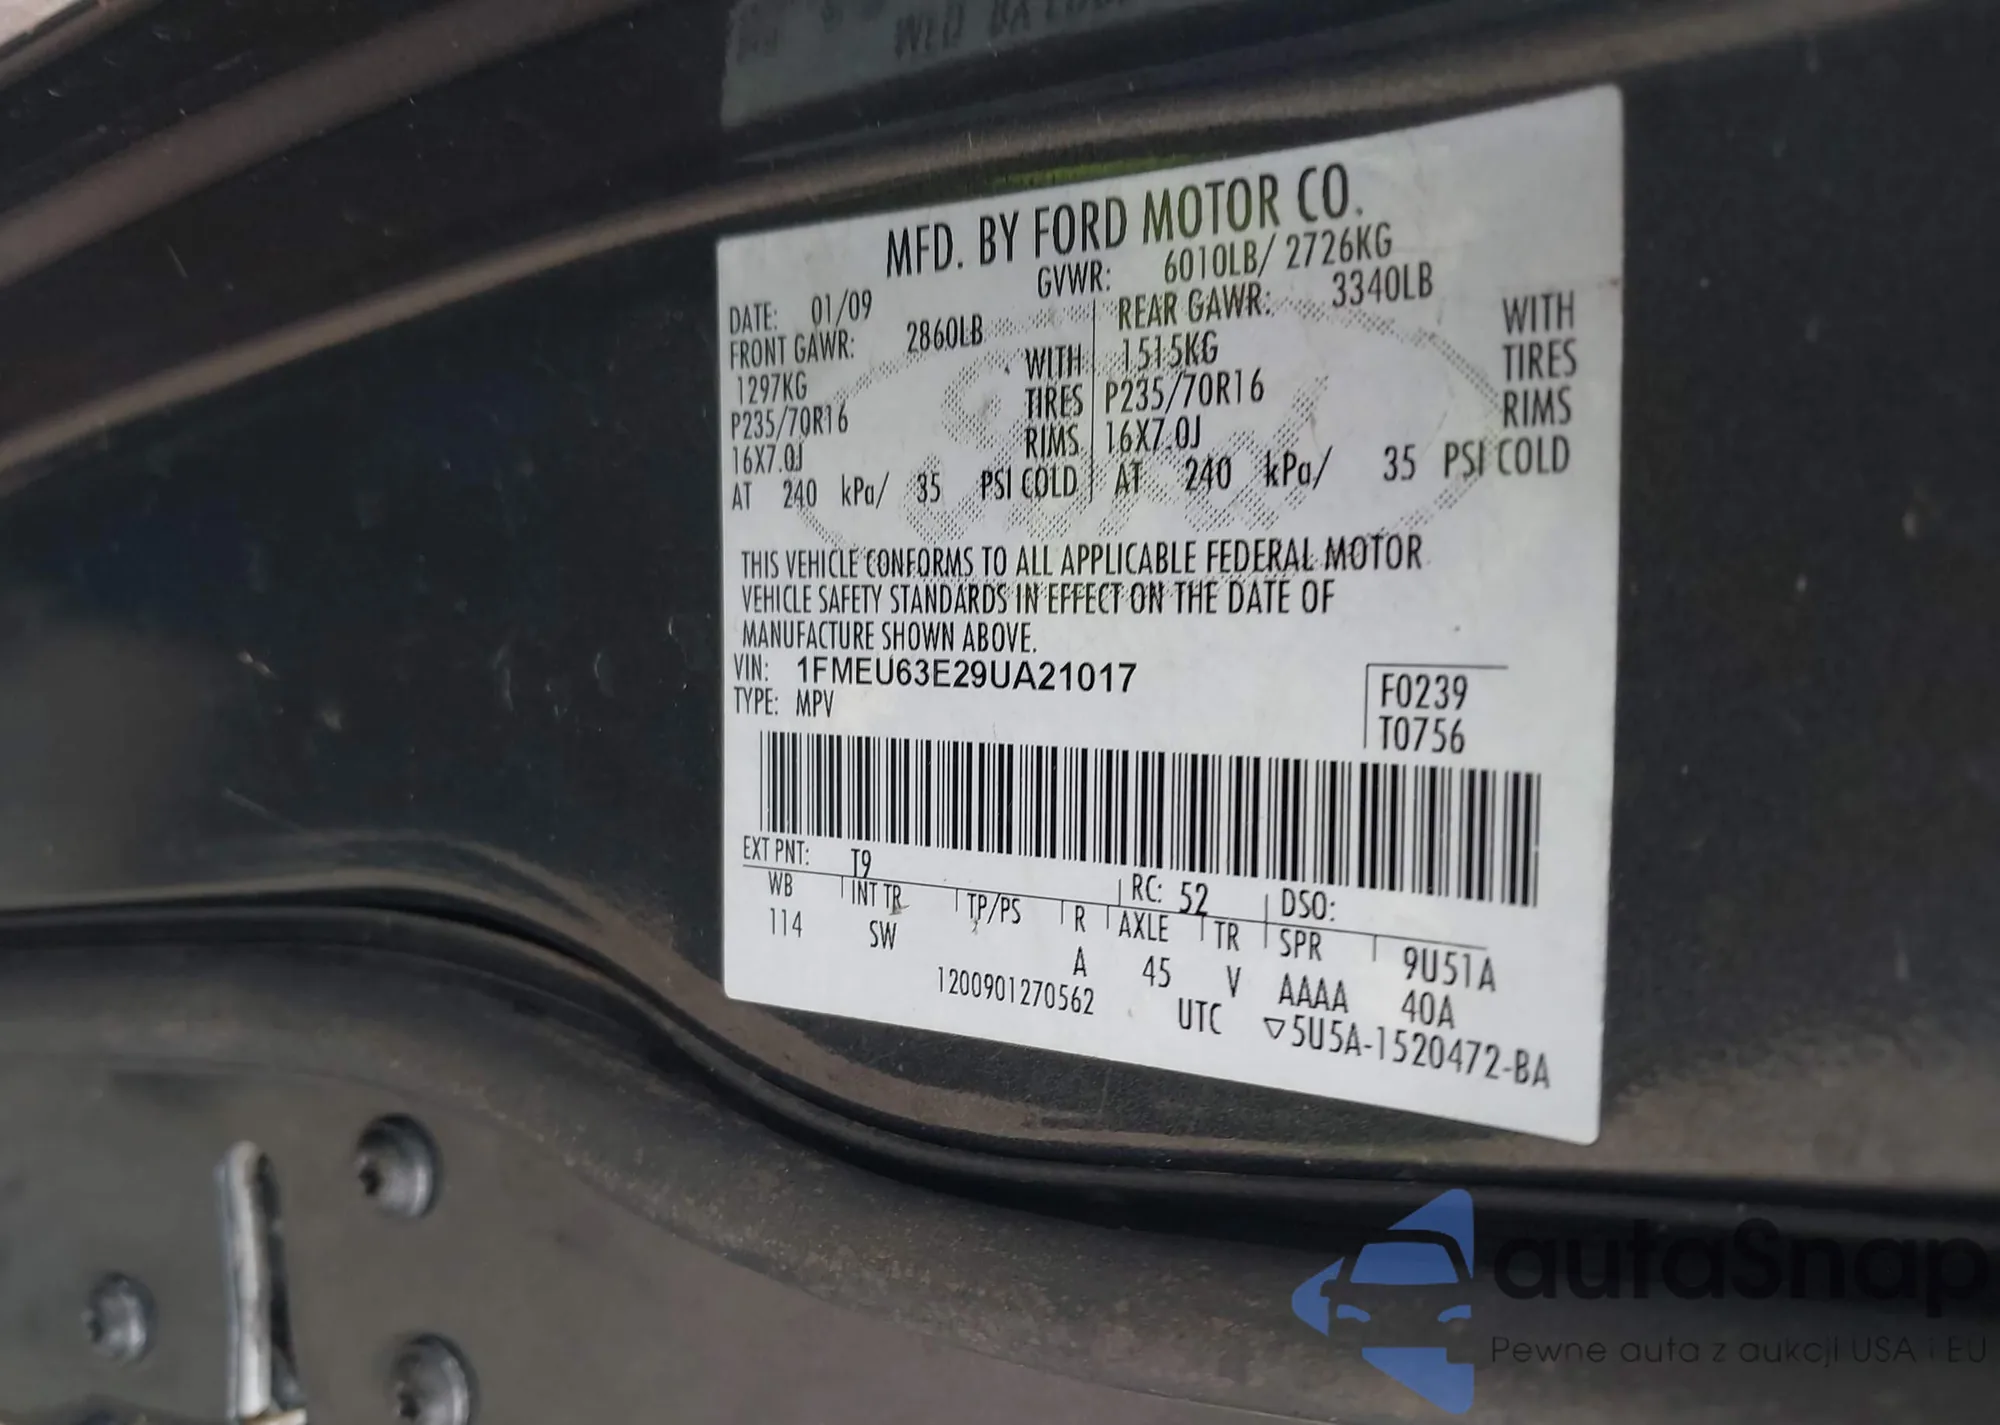 MFD. BY FORD MOTOR CO.
DATE: 01/09 GVWR: 6010LB/ 2726KG
FRONT GAWR: 2860LB REAR GAWR: 3340LB
1297KG WITH 1515KG WITH
P235/70R16 TIRES P235/70R16 TIRES
16X7.0J RIMS 16X7.0J RIMS
AT 240 kPa/ 35 PSI COLD AT 240 kPa/ 35 PSI COLD
THIS VEHICLE CONFORMS TO ALL APPLICABLE FEDERAL MOTOR
VEHICLE SAFETY STANDARDS IN EFFECT ON THE DATE OF
MANUFACTURE SHOWN ABOVE.
VIN: 1FMEU63E29UA21017
TYPE: MPV
F0239
T0756
EXT PNT: T9 RC: 52 DSO:
WB INT TR TP/PS R AXLE TR SPR 9U51A
114 SW A 45 V AAAA 40A
1200901270562 UTC ▽5U5A-1520472-BA
autaSnap
Pewne auta z aukcji USA i EU